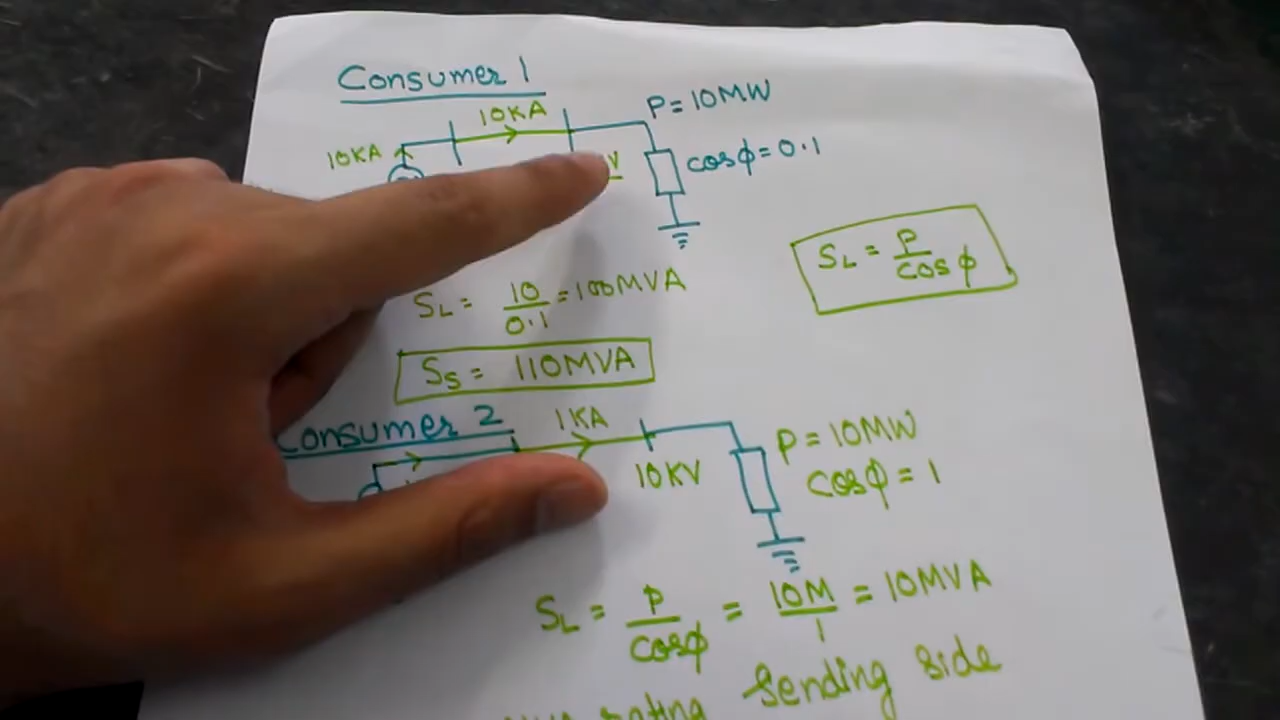 Consumer 1
10KA
P = 10MW
10KA
V
cosϕ = 0.1
SL = P/cosϕ
SL = 10/0.1 = 100MVA
SS = 110MVA
Consumer 2
1KA
P = 10MW
10KV
cosϕ = 1
SL = P/cosϕ = 10M/1 = 10MVA
rating Sending side